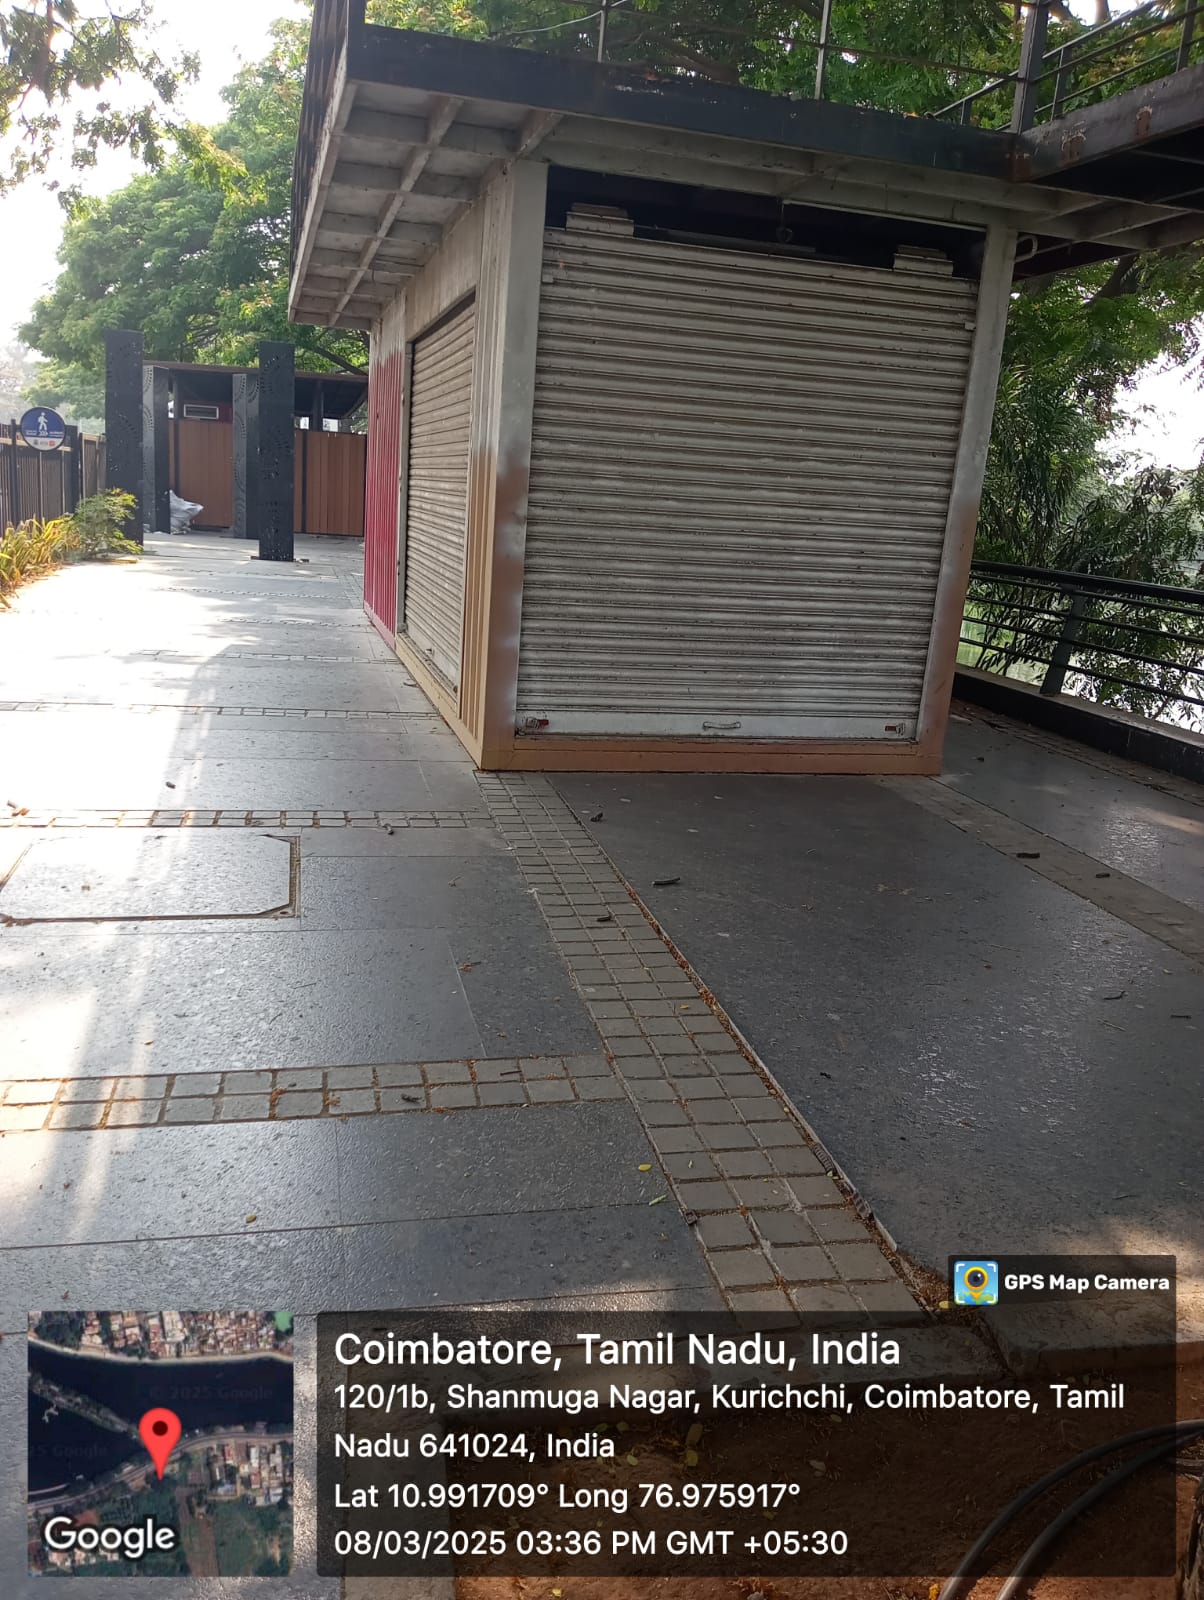 GPS Map Camera
Coimbatore, Tamil Nadu, India
120/1b, Shanmuga Nagar, Kurichchi, Coimbatore, Tamil
Nadu 641024, India
Lat 10.991709° Long 76.975917°
08/03/2025 03:36 PM GMT +05:30
Google